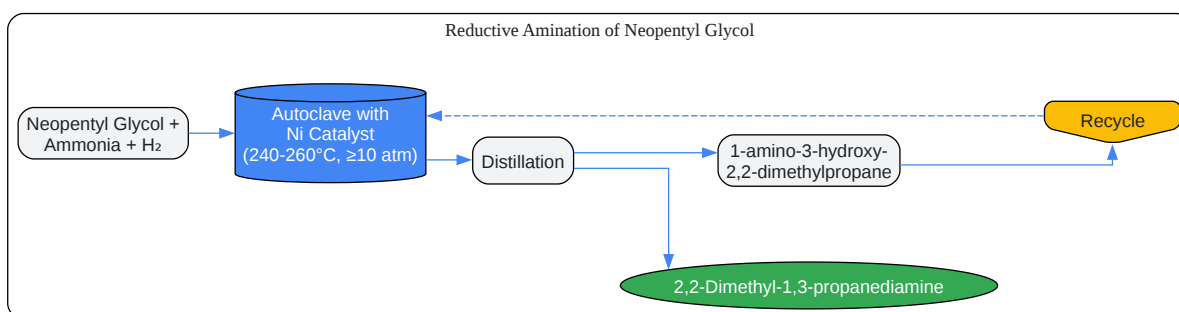 Reductive Amination of Neopentyl Glycol
Neopentyl Glycol +
Ammonia + H₂
Autoclave with
Ni Catalyst
(240-260°C, ≥10 atm)
Distillation
1-amino-3-hydroxy-
2,2-dimethylpropane
Recycle
2,2-Dimethyl-1,3-propanediamine